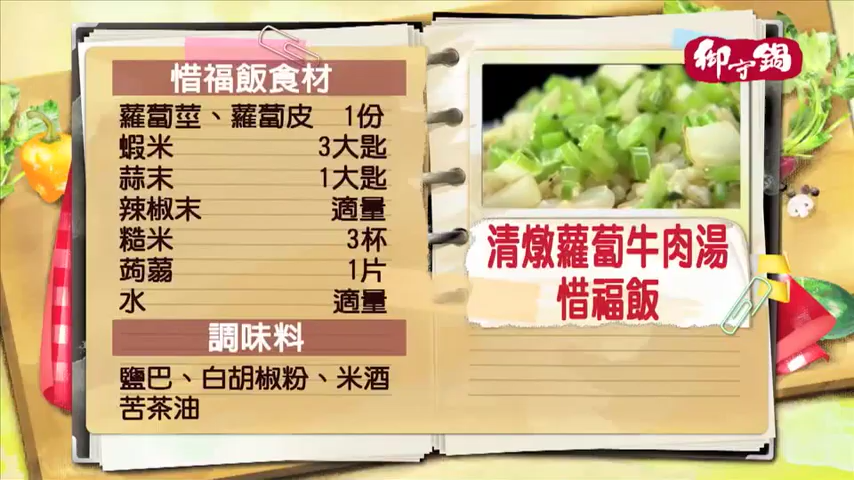 惜福飯食材
蘿蔔莖、蘿蔔皮 1份
蝦米 3大匙
蒜末 1大匙
辣椒末 適量
糙米 3杯
蒟蒻 1片
水 適量
調味料
鹽巴、白胡椒粉、米酒
苦茶油
御守鍋
清燉蘿蔔牛肉湯
惜福飯